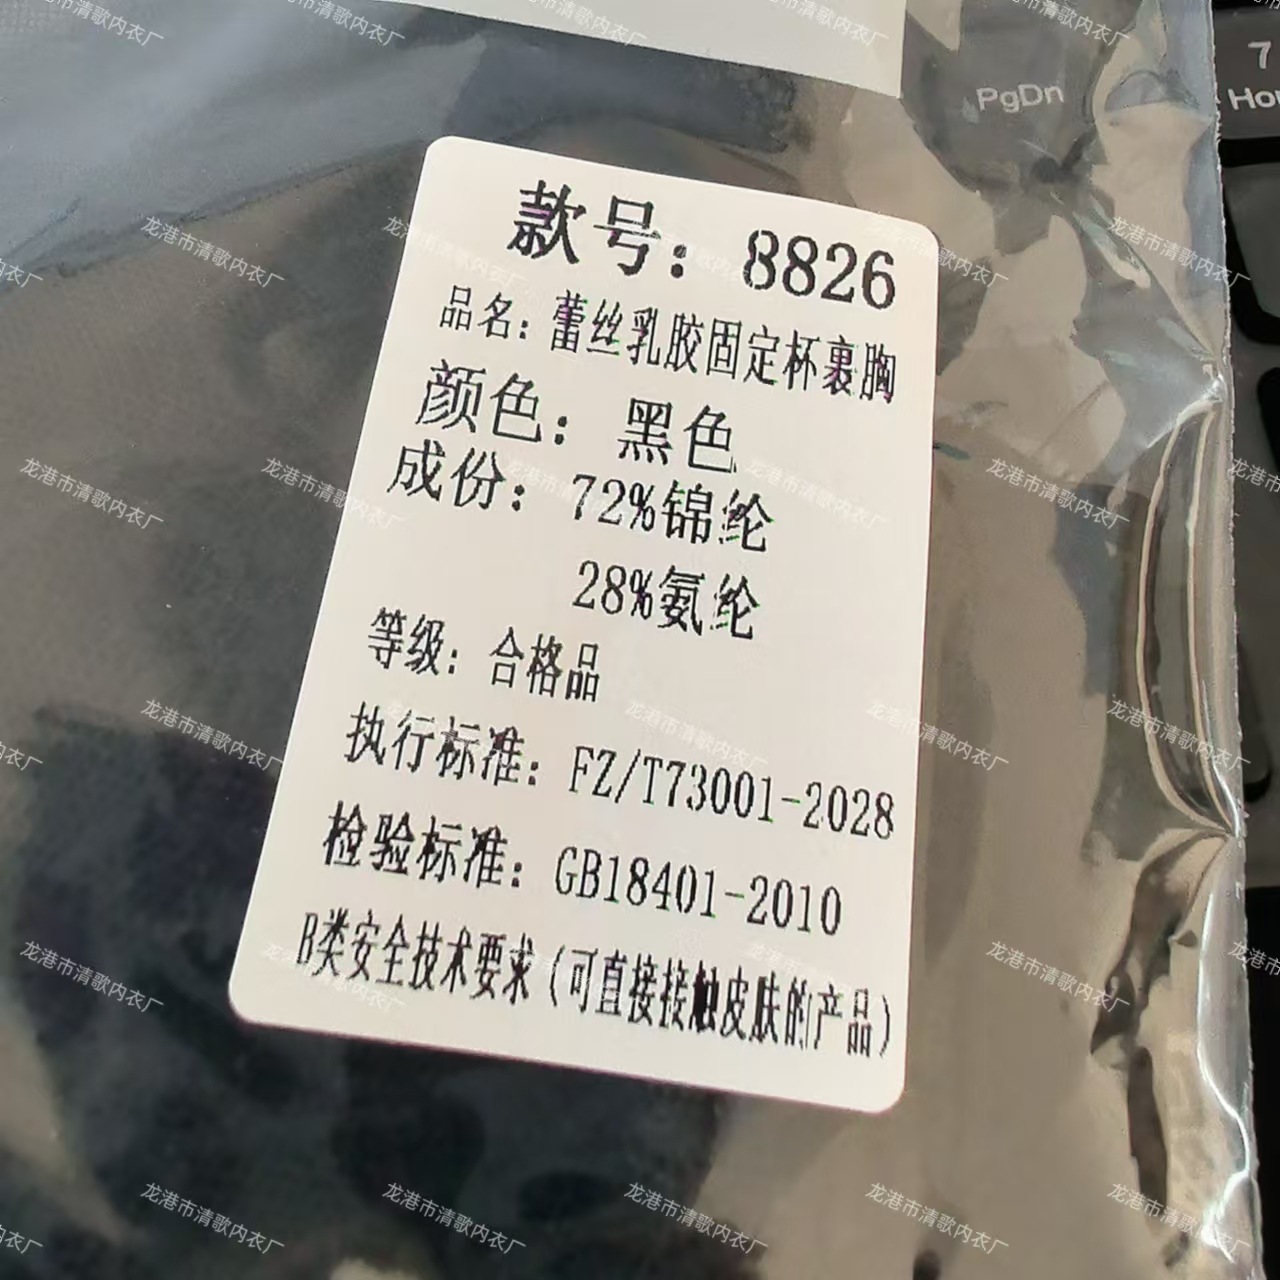 PgDn
7
款号：8826
品名：蕾丝乳胶固定杯裹胸
颜色：黑色
成份：72%锦纶
28%氨纶
等级：合格品
执行标准：FZ/T73001-2028
检验标准：GB18401-2010
B类安全技术要求（可直接接触皮肤的产品）
龙港市清歌内衣厂